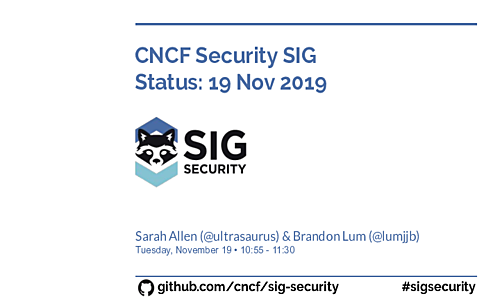 CNCF Security SIG
Status: 19 Nov 2019
SIG
SECURITY
Sarah Allen (@ultrasaurus) & Brandon Lum (@lumjjb)
Tuesday, November 19 • 10:55 - 11:30
github.com/cncf/sig-security #sigsecurity